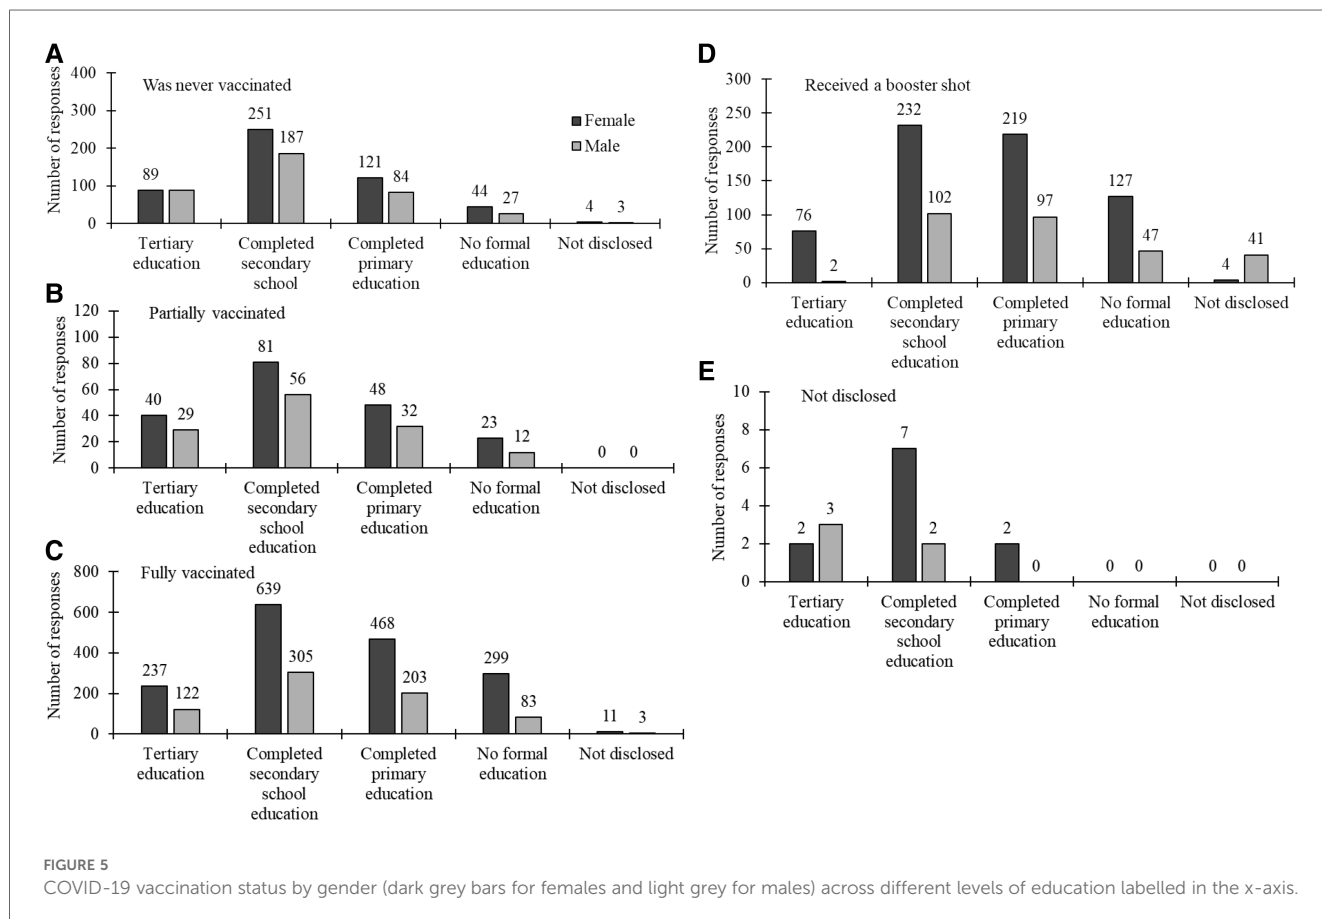 A
Was never vaccinated
Number of responses
400
300
200
100
0
89
251
187
121
84
44
27
4
3
Female
Male
Tertiary education
Completed secondary school
Completed primary education
No formal education
Not disclosed
B
Partially vaccinated
Number of responses
120
100
80
60
40
20
0
40
29
81
56
48
32
23
12
0
0
Tertiary education
Completed secondary school education
Completed primary education
No formal education
Not disclosed
C
Fully vaccinated
Number of responses
800
600
400
200
0
237
122
639
305
468
203
299
83
11
3
Tertiary education
Completed secondary school education
Completed primary education
No formal education
Not disclosed
D
Received a booster shot
Number of responses
300
250
200
150
100
50
0
76
2
232
102
219
97
127
47
4
41
Tertiary education
Completed secondary school education
Completed primary education
No formal education
Not disclosed
E
Not disclosed
Number of responses
10
8
6
4
2
0
2
3
7
2
2
0
0
0
0
0
Tertiary education
Completed secondary school education
Completed primary education
No formal education
Not disclosed
FIGURE 5
COVID-19 vaccination status by gender (dark grey bars for females and light grey for males) across different levels of education labelled in the x-axis.